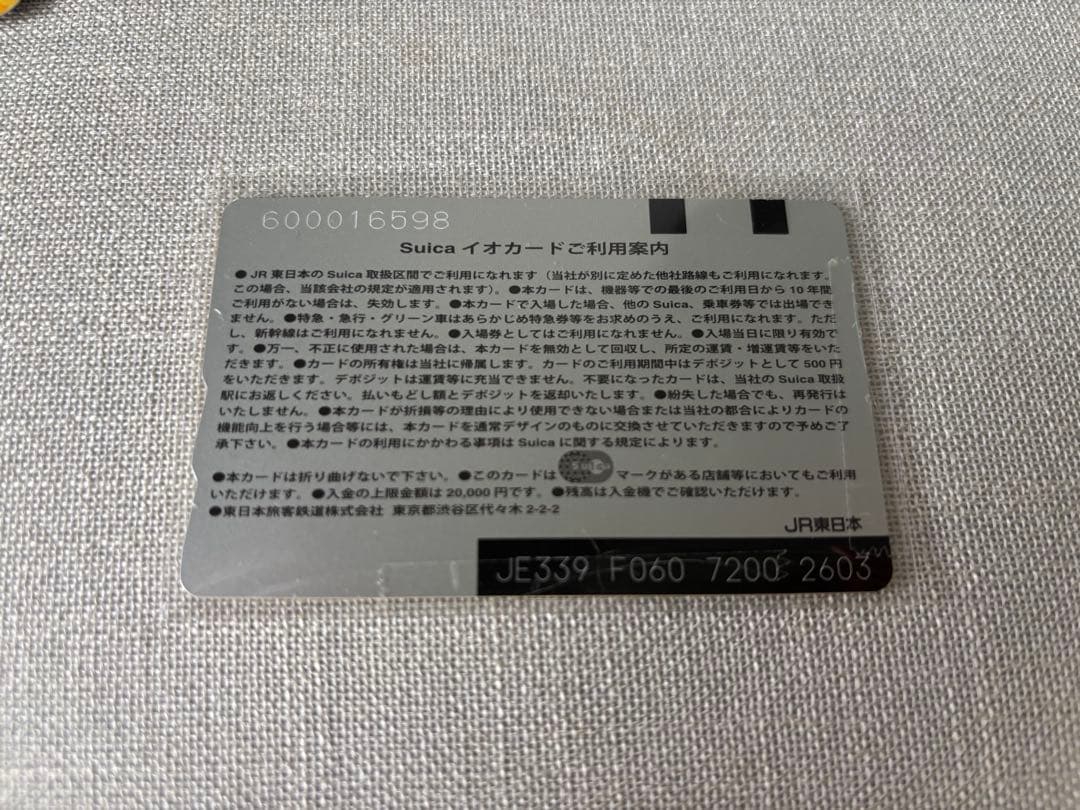 600016598
Suica イオカードご利用案内
●JR東日本のSuica取扱区間でご利用になれます（当社が別に定めた他社路線もご利用になれます。
この場合、当該会社の規定が適用されます）。●本カードは、機器等での最後のご利用日から10年間
ご利用がない場合は、失効します。●本カードで入場した場合、他のSuica、乗車券等では出場でき
ません。●特急・急行・グリーン車はあらかじめ特急券等をお求めのうえ、ご利用になれます。ただ
し、新幹線はご利用になれません。●入場券としてはご利用になれません。●入場当日に限り有効で
す。●万一、不正に使用された場合は、本カードを無効として回収し、所定の運賃・増運賃等をいた
だきます。●カードの所有権は当社に帰属します。カードのご利用期間中はデポジットとして500円
をいただきます。デポジットは運賃等に充当できません。不要になったカードは、当社のSuica取扱
駅にお返しください。払いもどし額とデポジットを返却いたします。●紛失した場合でも、再発行は
いたしません。●本カードが折損等の理由により使用できない場合または当社の都合によりカードの
機能向上を行う場合等には、本カードを通常デザインのものに交換させていただきますので予めご了
承下さい。●本カードの利用にかかわる事項はSuicaに関する規定によります。
●本カードは折り曲げないで下さい。●このカードは Suica マークがある店舗等においてもご利用
いただけます。●入金の上限金額は20,000円です。●残高は入金機でご確認いただけます。
●東日本旅客鉄道株式会社 東京都渋谷区代々木2-2-2
JR東日本
JE339 F060 7200 2603